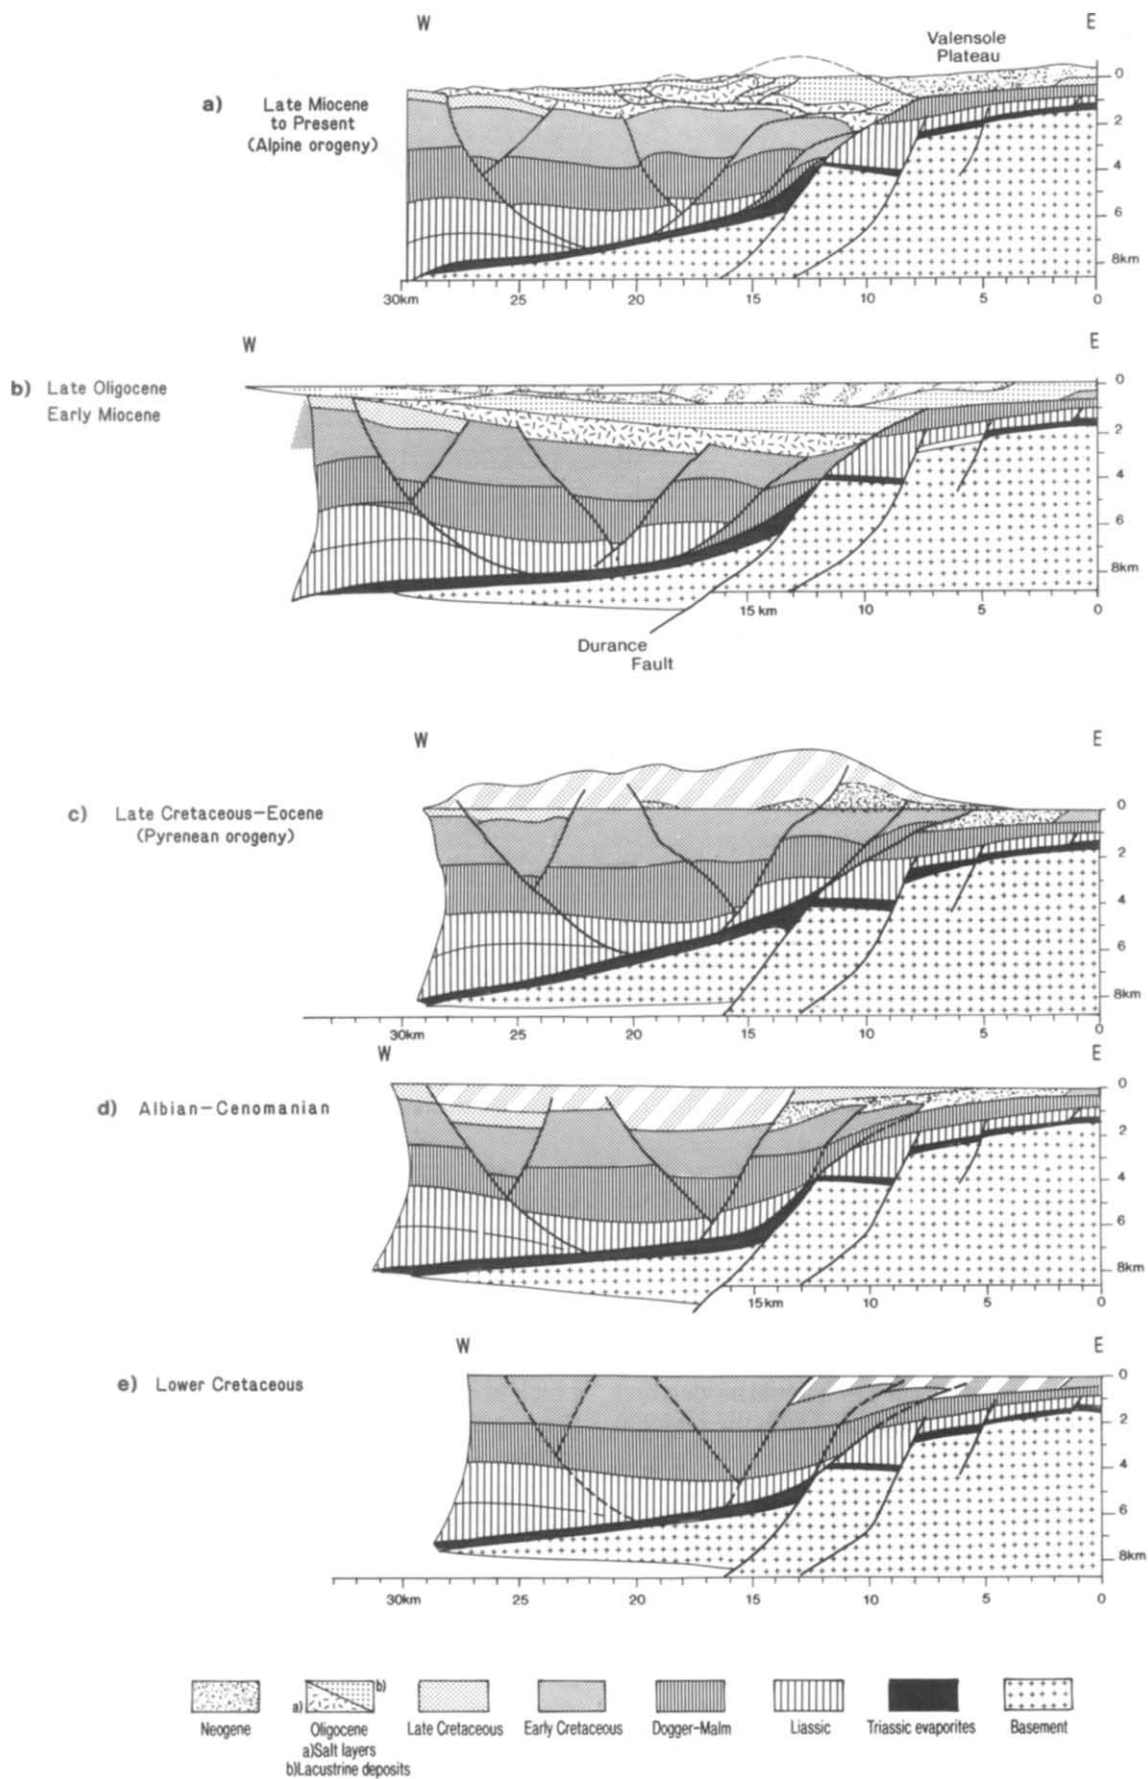 W
E
Valensole
Plateau
a) Late Miocene
to Present
(Alpine orogeny)
0
2
4
6
8km
30km 25 20 15 10 5 0
W
E
b) Late Oligocene
Early Miocene
0
2
4
6
8km
15 km 10 5 0
Durance
Fault
W
E
c) Late Cretaceous–Eocene
(Pyrenean orogeny)
0
2
4
6
8km
30km 25 20 15 10 5 0
W
E
d) Albian–Cenomanian
0
2
4
6
8km
15km 10 5 0
W
E
e) Lower Cretaceous
0
2
4
6
8km
30km 25 20 15 10 5 0
a) b)
Neogene Oligocene Late Cretaceous Early Cretaceous Dogger-Malm Liassic Triassic evaporites Basement
a)Salt layers
b)Lacustrine deposits